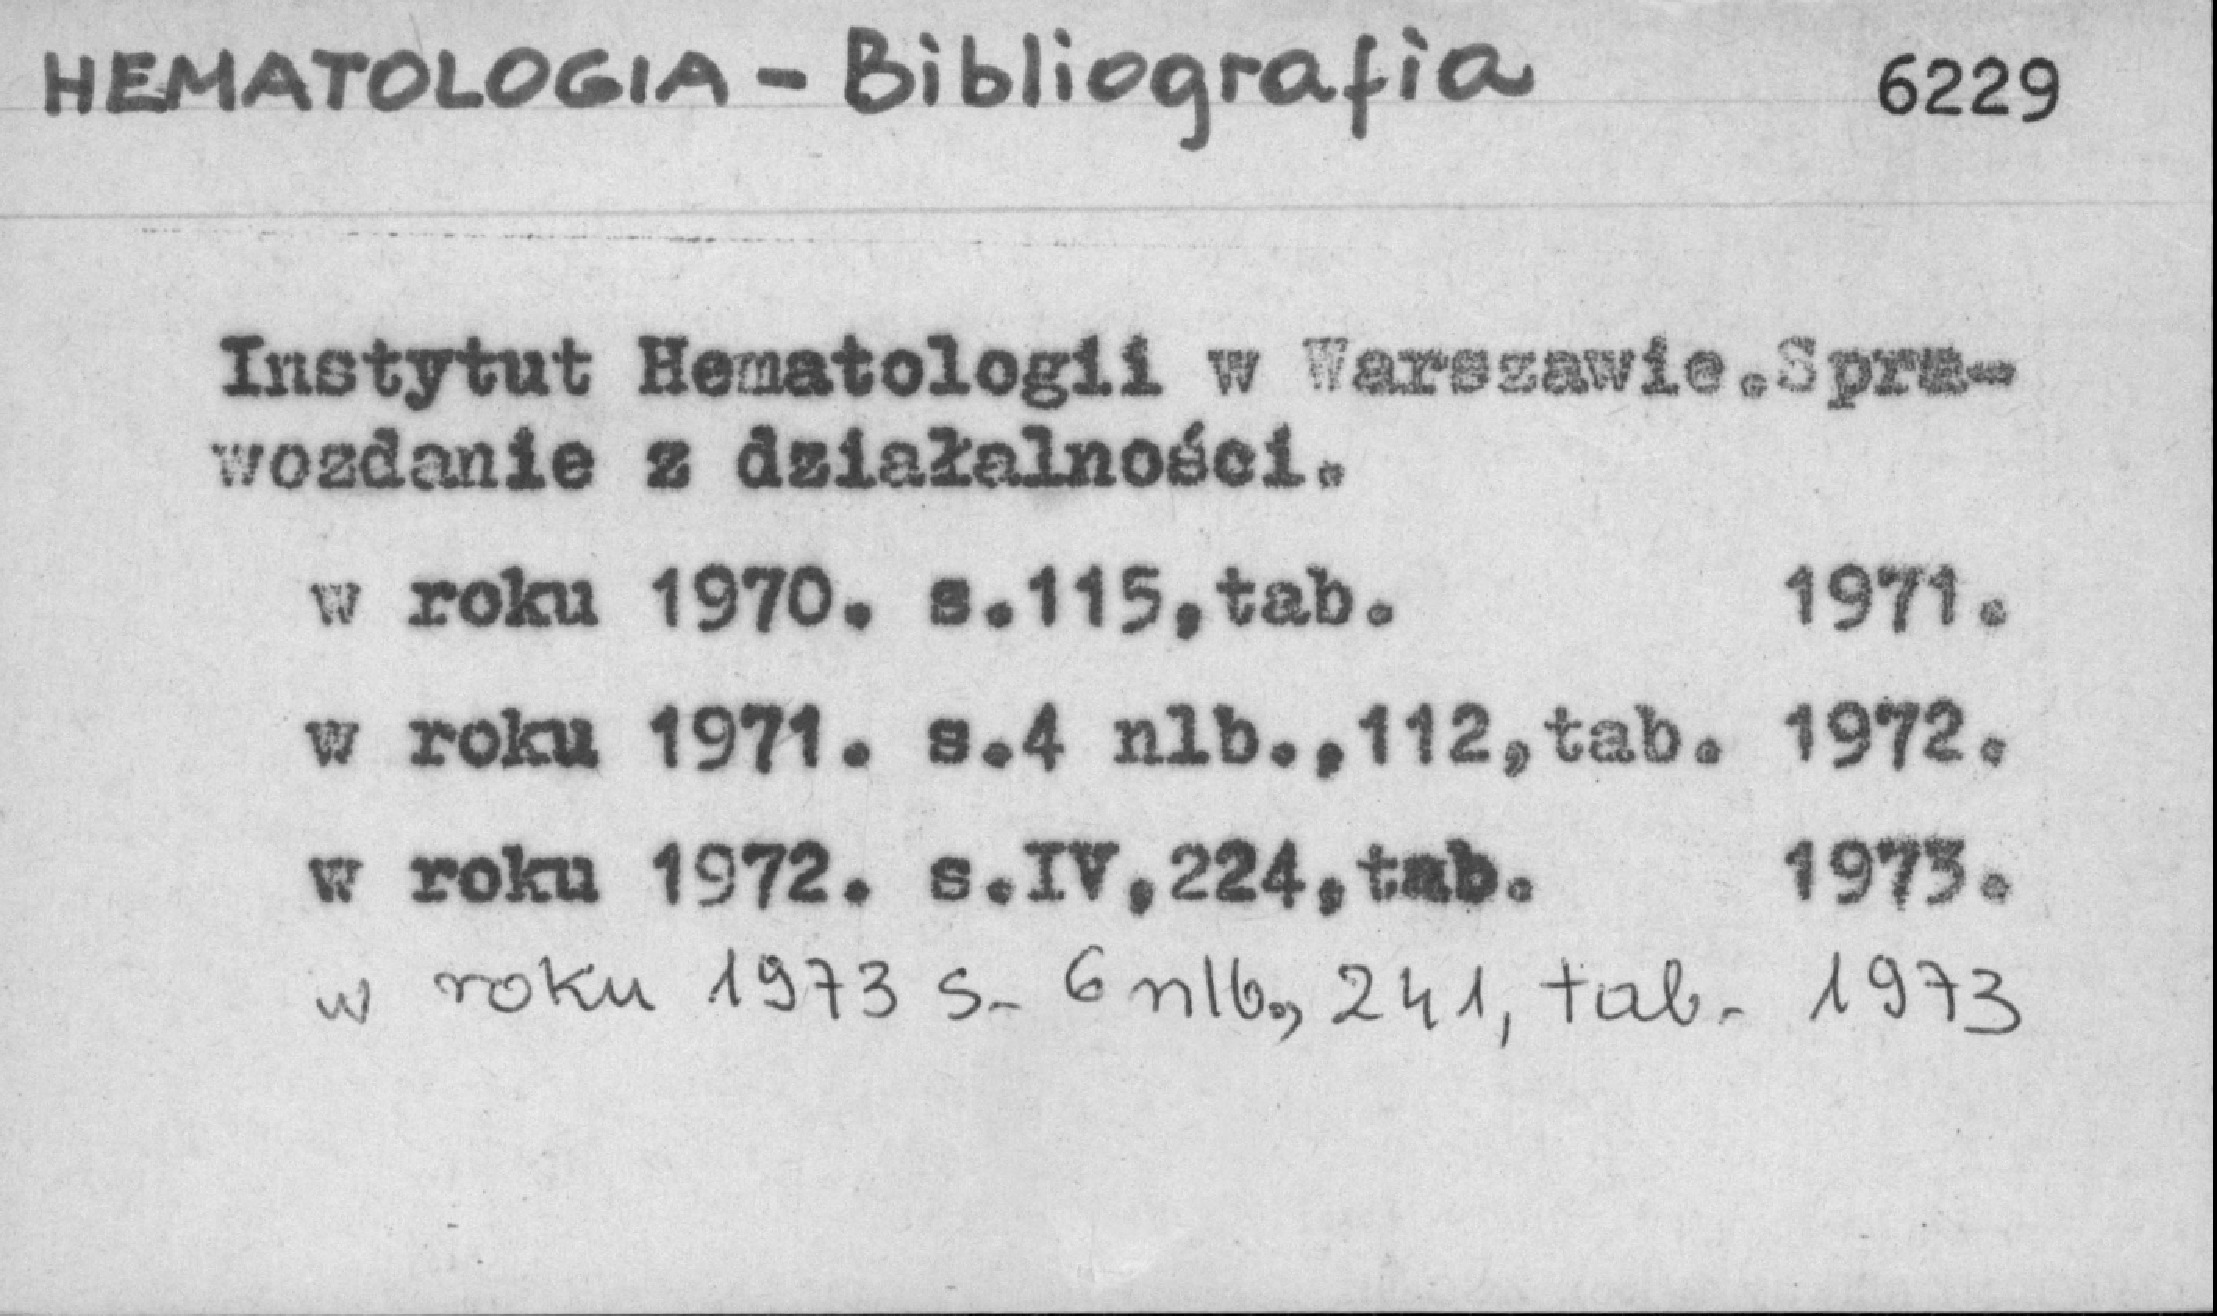 HEMATOLOGIA - Bibliografia 6229
Instytut Hematologii w Warszawie.Spra-
wozdanie z działalności.
w roku 1970. s.115,tab. 1971.
w roku 1971. s.4 nlb.,112,tab. 1972.
w roku 1972. s.IV,224,tab. 1973.
w roku 1973 s- 6 nlb., 241, tab- 1973